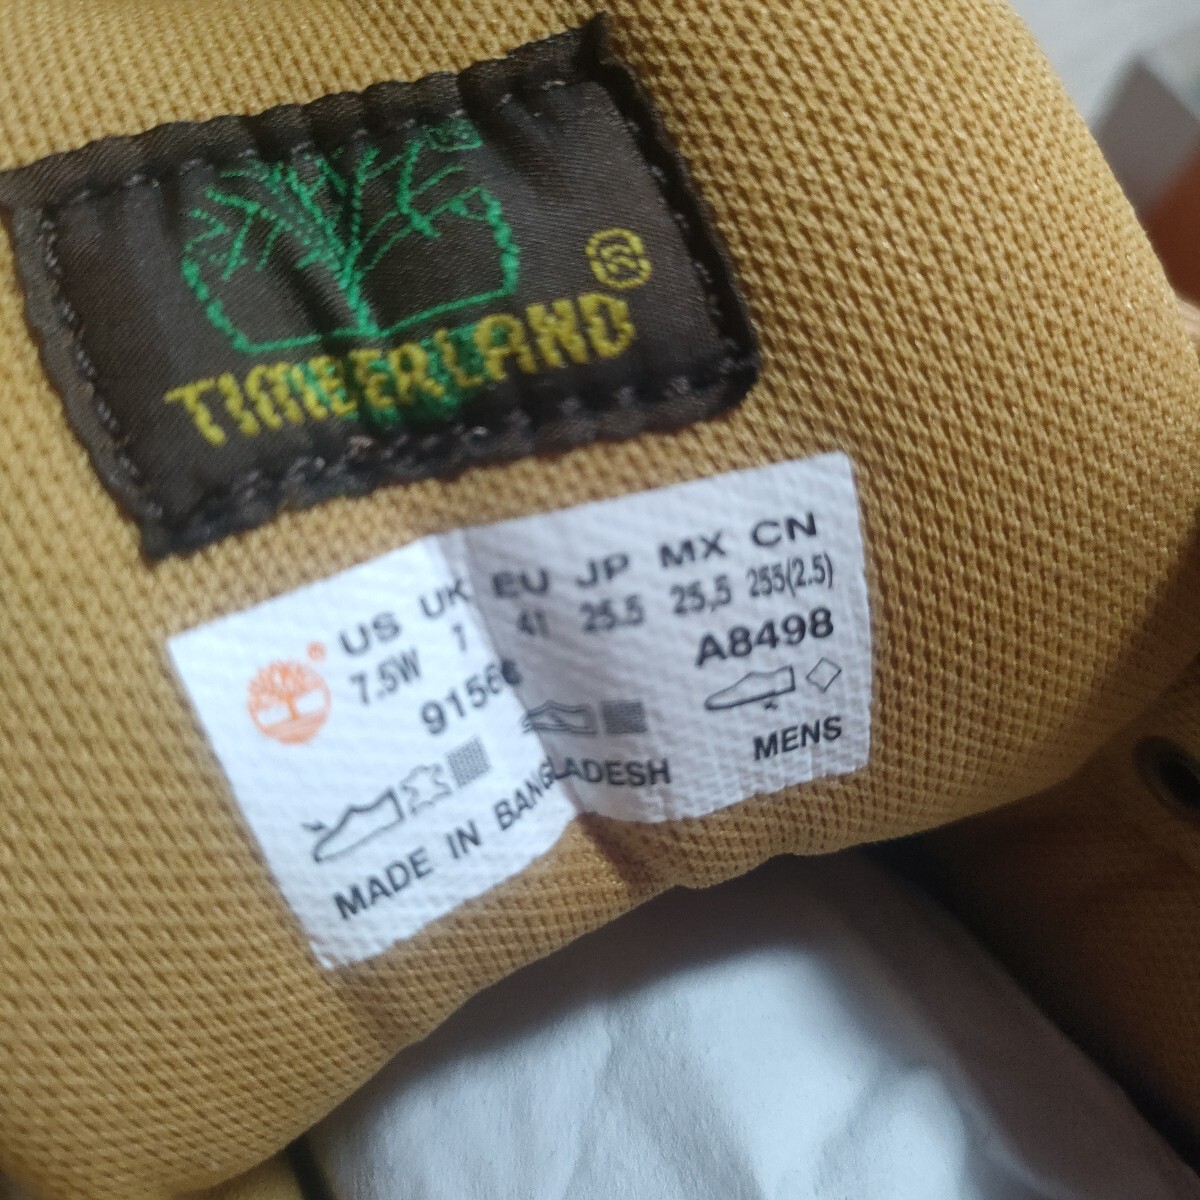 TIMBERLAND®
US UK EU JP MX CN
7.5W 7 41 25.5 25,5 255(2.5)
A8498
MENS
MADE IN BANGLADESH